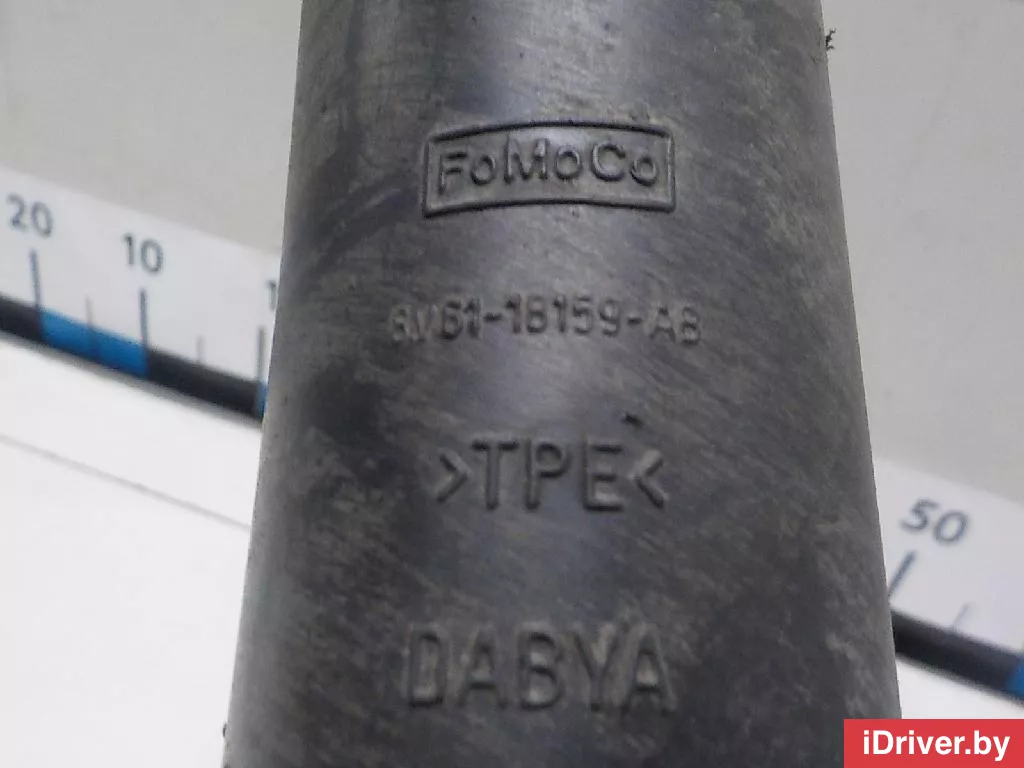 FoMoCo
20
10
8V61-18159-AB
>TPE<
50
DABYA
iDriver.by